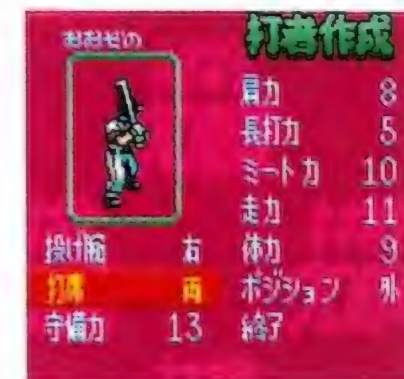 打者作成
おおぞの
肩力 8
長打力 5
ミート力 10
走力 11
投げ腕 右 体力 9
打席 両 ポジション 外
守備力 13 終了